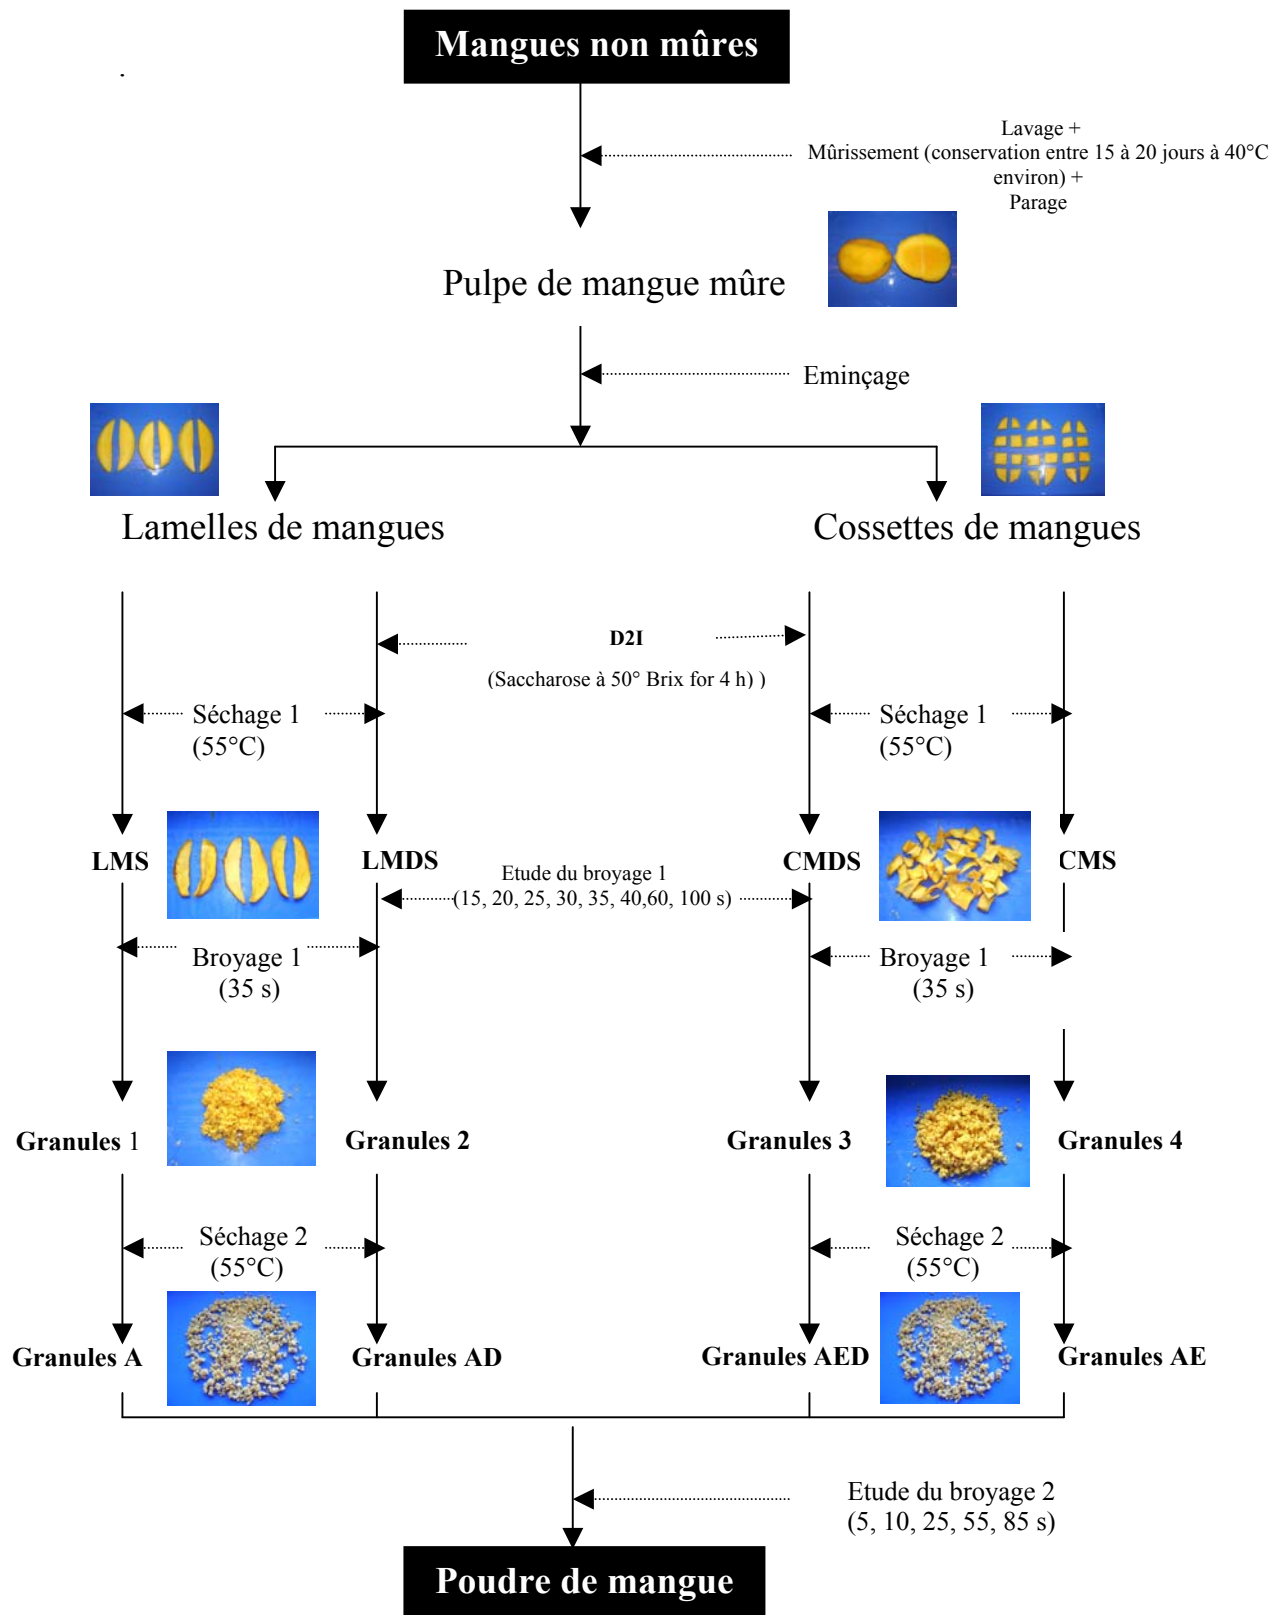 Mangues non mûres
.
Lavage +
Mûrissement (conservation entre 15 à 20 jours à 40°C
environ) +
Parage
Pulpe de mangue mûre
Eminçage
Lamelles de mangues
Cossettes de mangues
D2I
(Saccharose à 50° Brix for 4 h) )
Séchage 1
(55°C)
Séchage 1
(55°C)
LMS
LMDS
CMDS
CMS
Etude du broyage 1
(15, 20, 25, 30, 35, 40,60, 100 s)
Broyage 1
(35 s)
Broyage 1
(35 s)
Granules 1
Granules 2
Granules 3
Granules 4
Séchage 2
(55°C)
Séchage 2
(55°C)
Granules A
Granules AD
Granules AED
Granules AE
Etude du broyage 2
(5, 10, 25, 55, 85 s)
Poudre de mangue